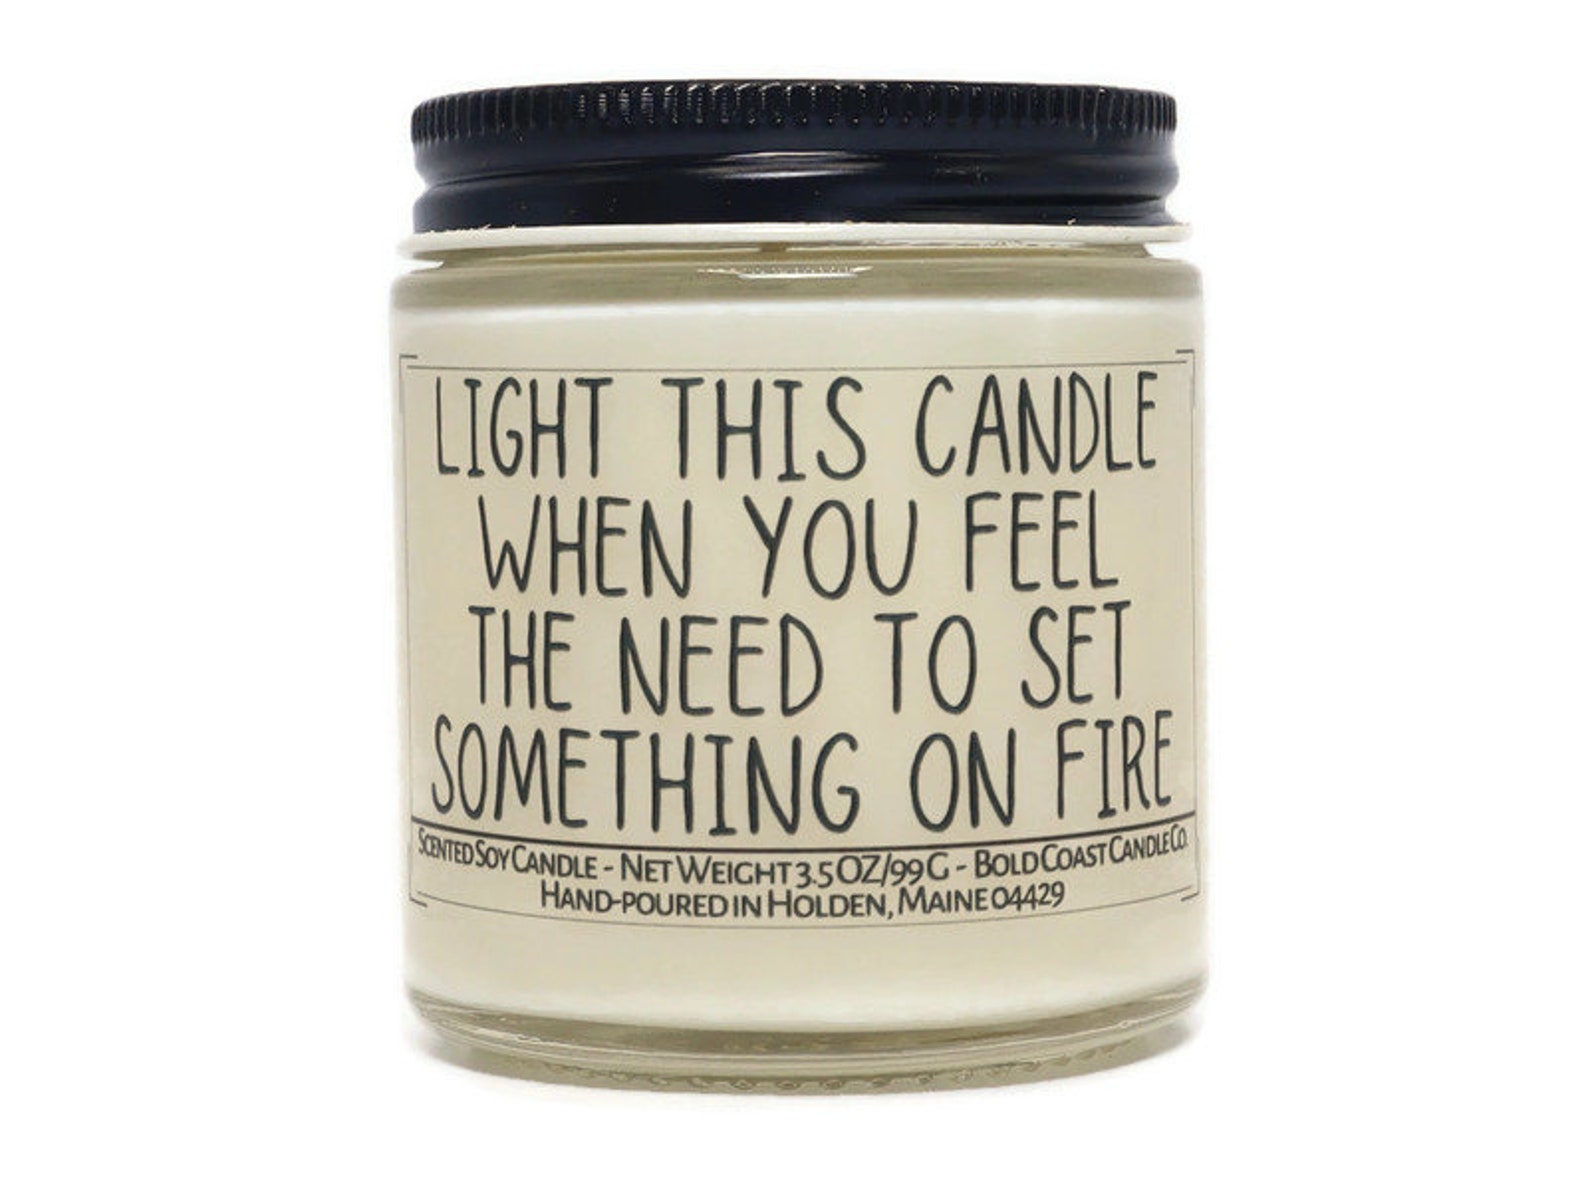 LIGHT THIS CANDLE
WHEN YOU FEEL
THE NEED TO SET
SOMETHING ON FIRE
SCENTED SOY CANDLE - NET WEIGHT 3.5 OZ/99 G - BOLD COAST CANDLE CO.
HAND-POURED IN HOLDEN, MAINE 04429